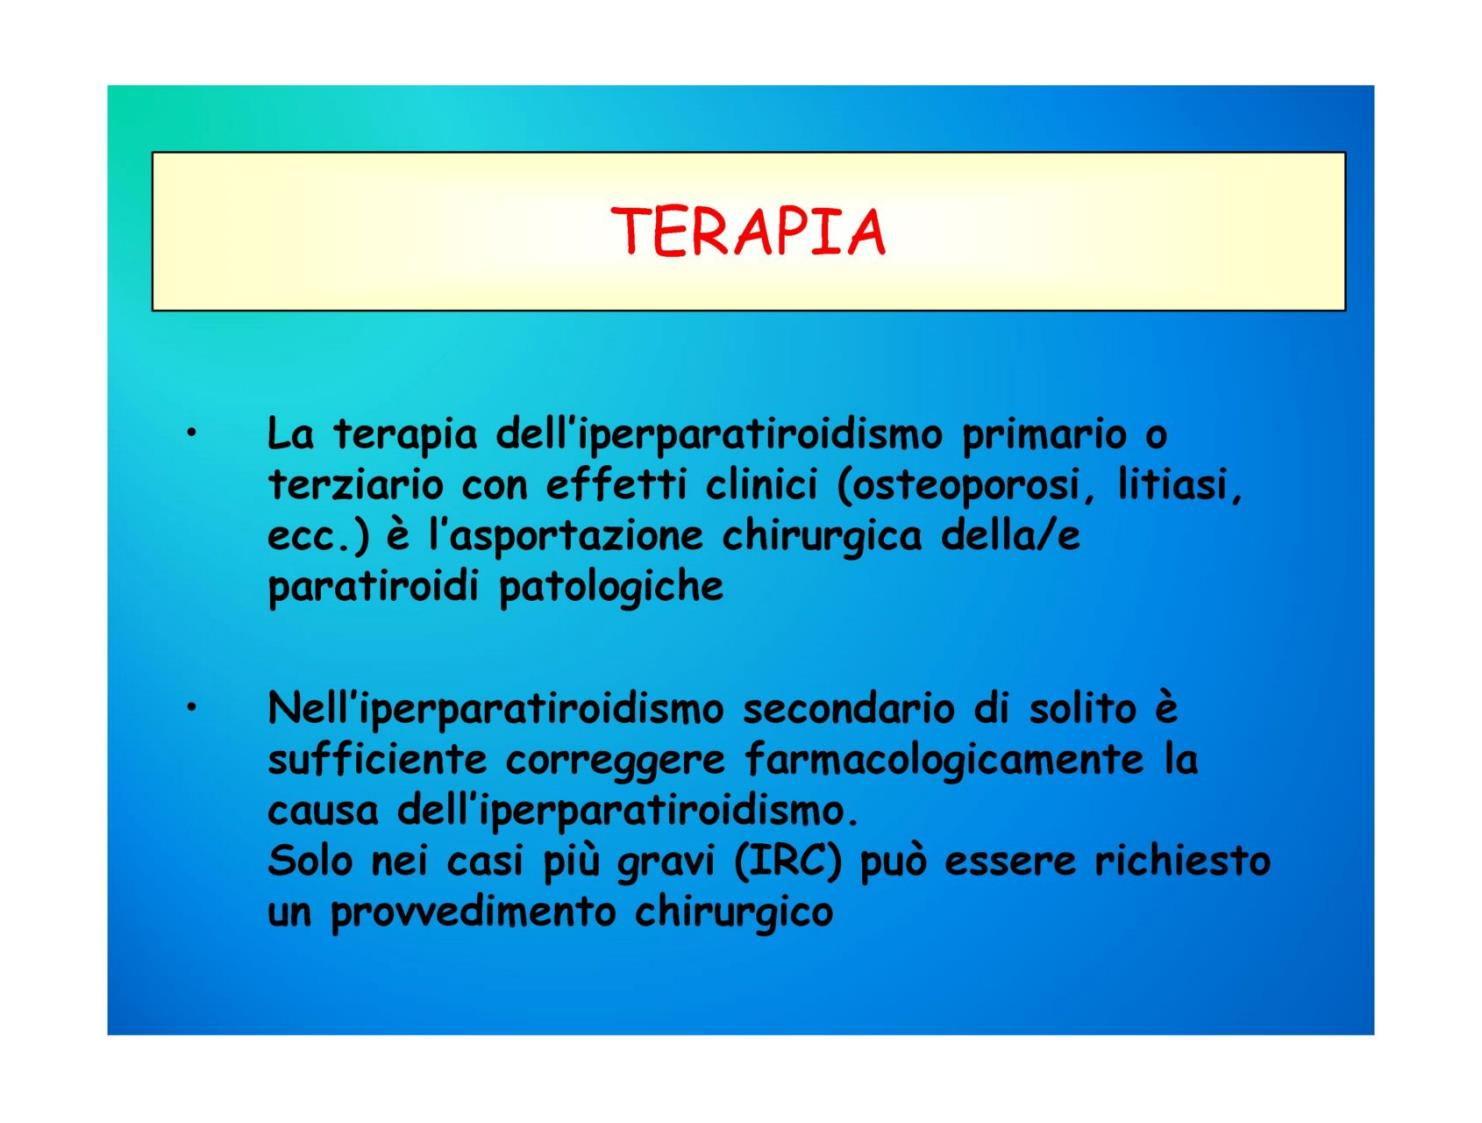 TERAPIA
• La terapia dell'iperparatiroidismo primario o
terziario con effetti clinici (osteoporosi, litiasi,
ecc.) è l'asportazione chirurgica della/e
paratiroidi patologiche
• Nell'iperparatiroidismo secondario di solito è
sufficiente correggere farmacologicamente la
causa dell'iperparatiroidismo.
Solo nei casi più gravi (IRC) può essere richiesto
un provvedimento chirurgico